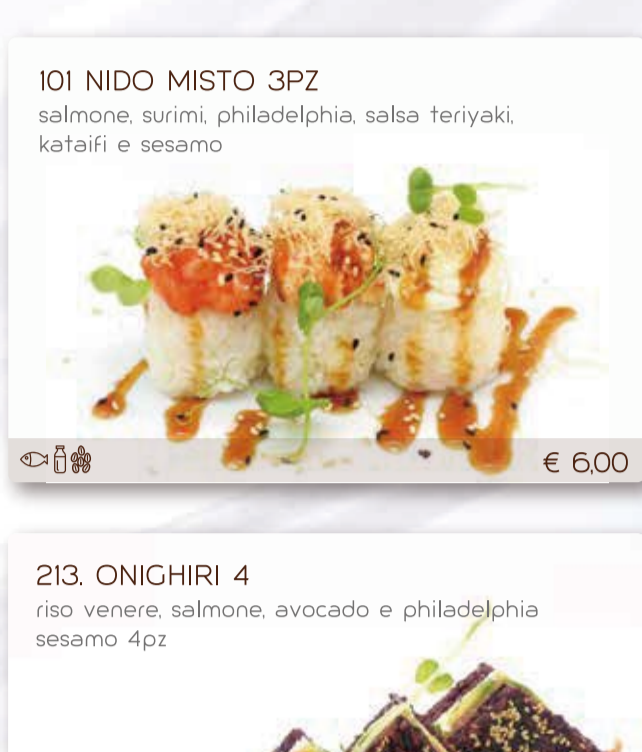 101 NIDO MISTO 3PZ
salmone, surimi, philadelphia, salsa teriyaki,
kataifi e sesamo
€ 6,00
213. ONIGHIRI 4
riso venere, salmone, avocado e philadelphia
sesamo 4pz